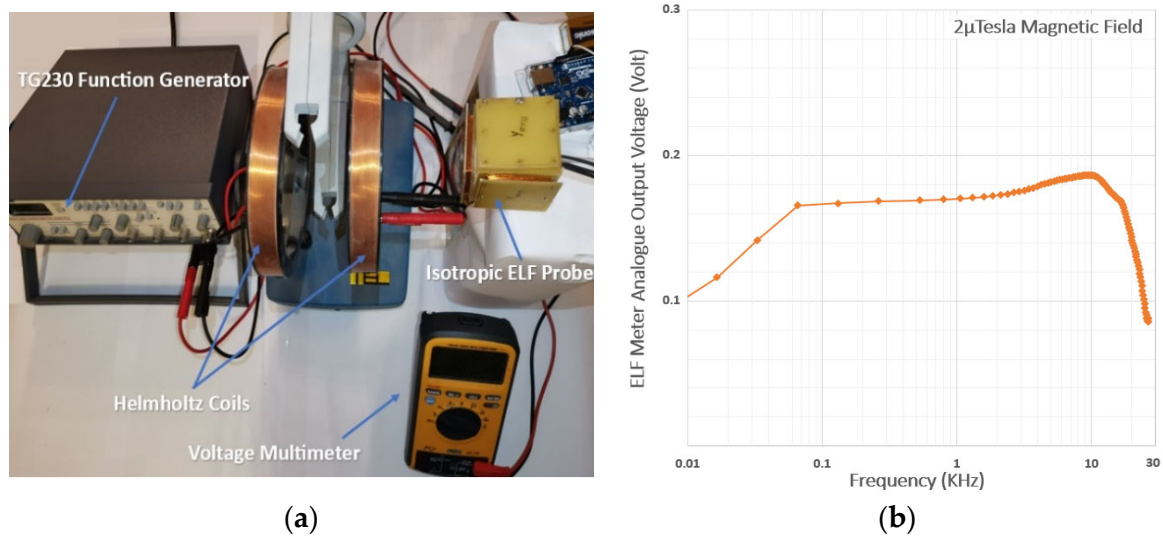 TG230 Function Generator
Yerg
Isotropic ELF Probe
Helmholtz Coils
Voltage Multimeter
(a)
2µTesla Magnetic Field
ELF Meter Analogue Output Voltage (Volt)
0.3
0.2
0.1
0.01
0.1
1
10
30
Frequency (KHz)
(b)